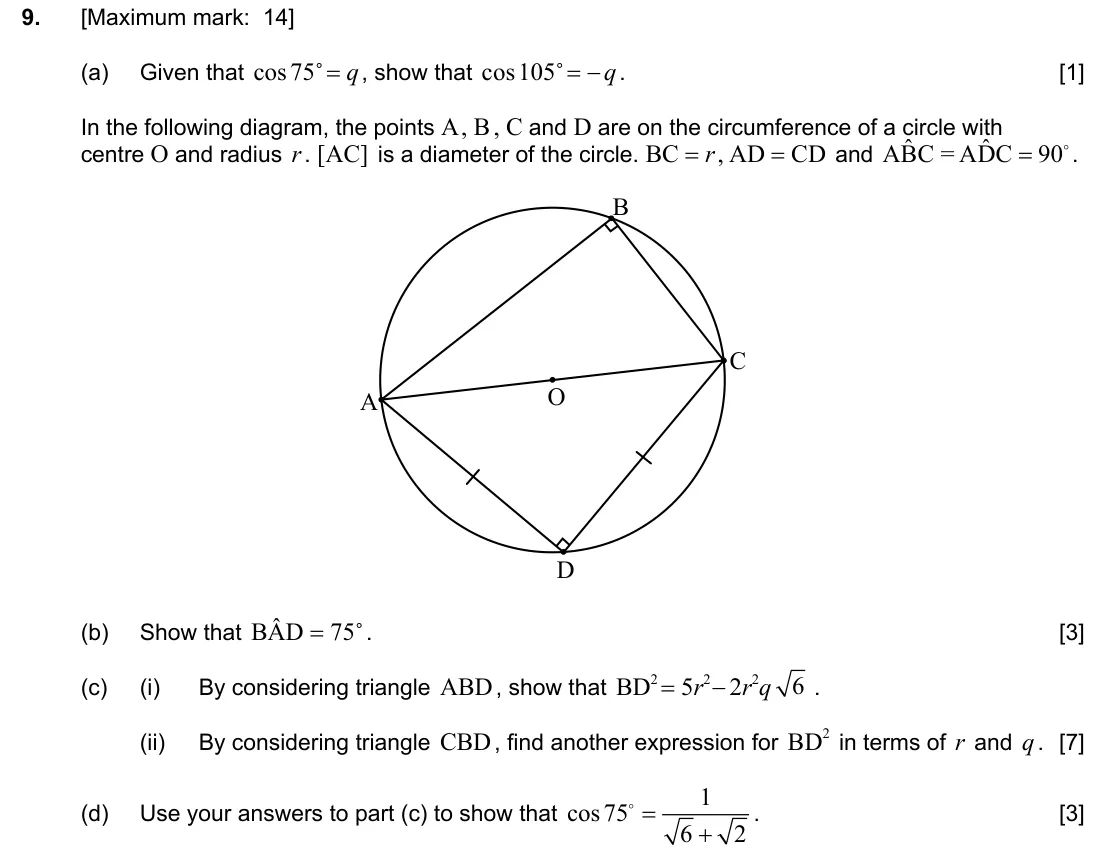 9. [Maximum mark: 14]
(a) Given that cos 75° = q, show that cos 105° = −q. [1]
In the following diagram, the points A, B, C and D are on the circumference of a circle with
centre O and radius r. [AC] is a diameter of the circle. BC = r, AD = CD and AB̂C = AD̂C = 90°.
B
C
O
A
D
(b) Show that BÂD = 75°. [3]
(c) (i) By considering triangle ABD, show that BD² = 5r² − 2r²q√6.
(ii) By considering triangle CBD, find another expression for BD² in terms of r and q. [7]
(d) Use your answers to part (c) to show that cos 75° = 1/(√6 + √2). [3]